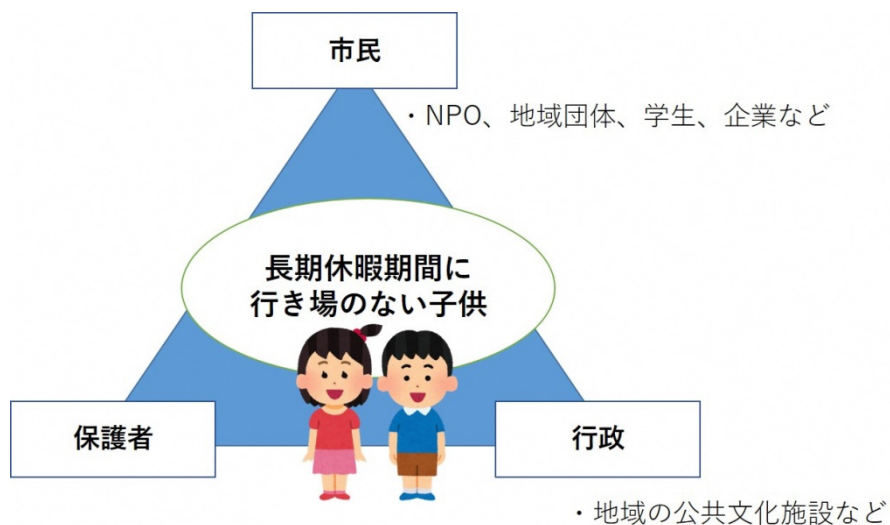 市民
・NPO、地域団体、学生、企業など
長期休暇期間に
行き場のない子供
保護者
行政
・地域の公共文化施設など